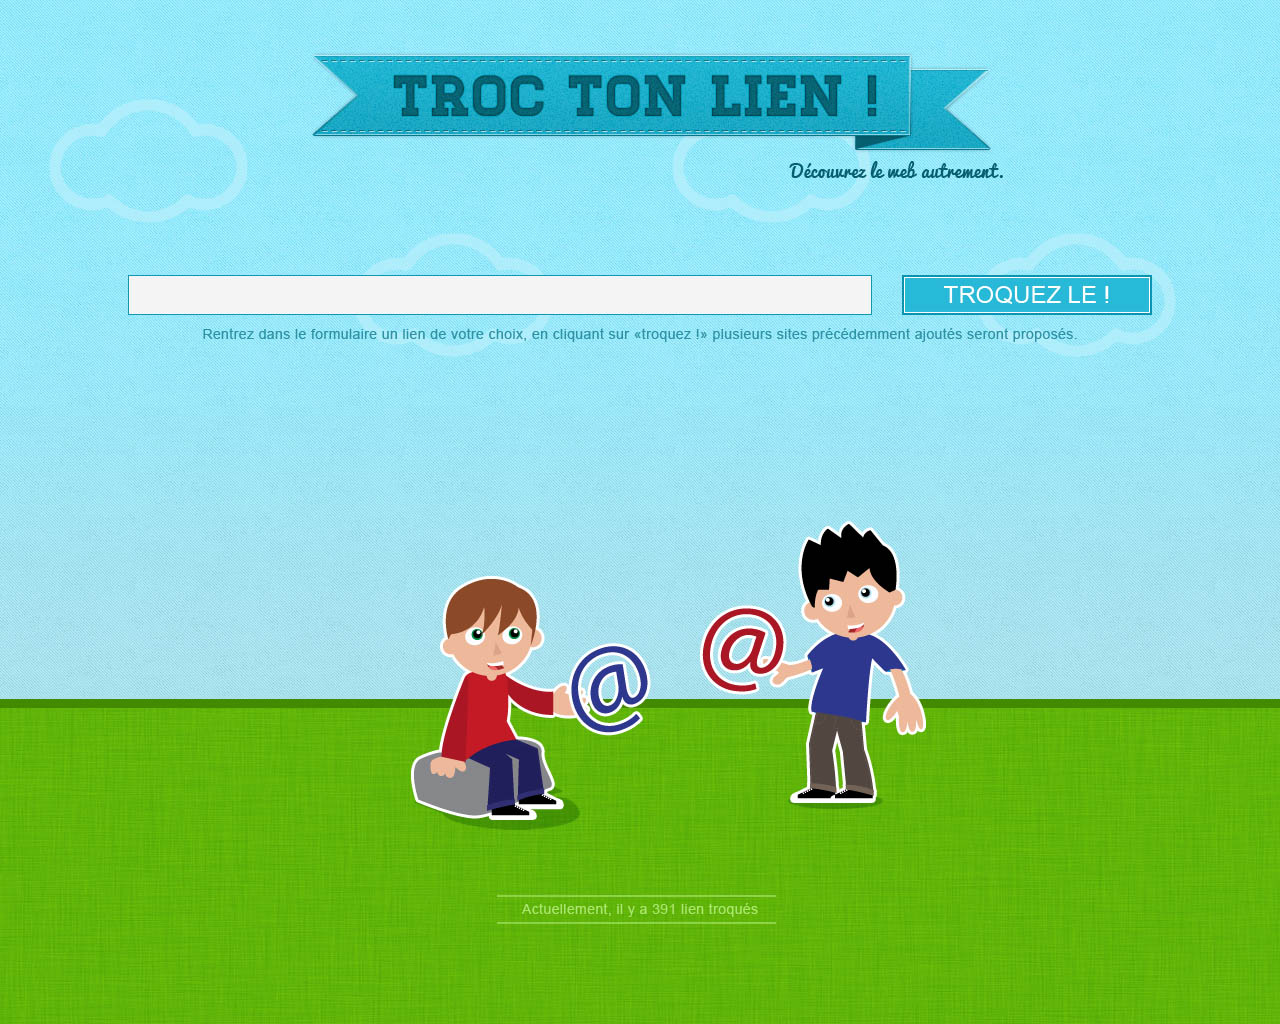 TROC TON LIEN !
Découvrez le web autrement.
TROQUEZ LE !
Rentrez dans le formulaire un lien de votre choix, en cliquant sur «troquez !» plusieurs sites précédemment ajoutés seront proposés.
@
@
Actuellement, il y a 391 lien troqués